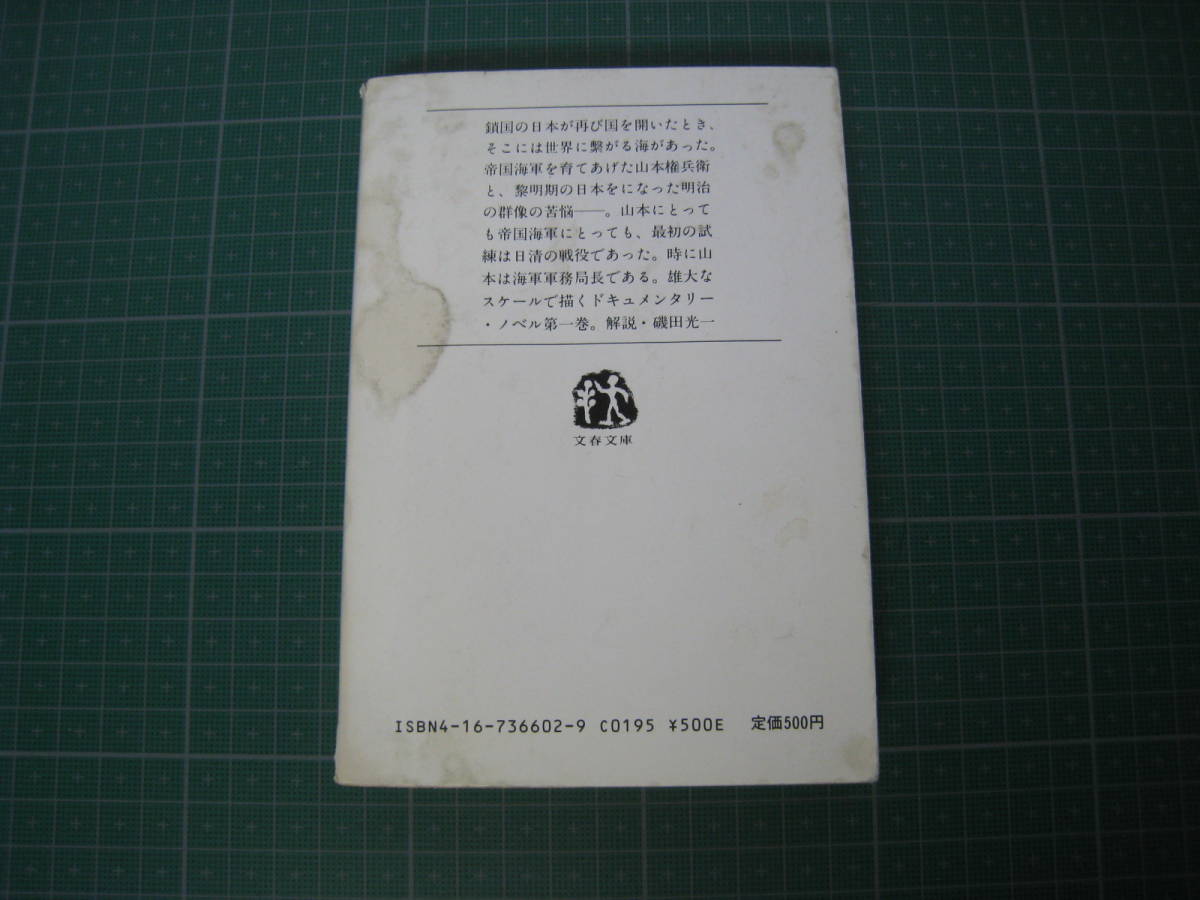 鎖国の日本が再び国を開いたとき、
そこには世界に繫がる海があった。
帝国海軍を育てあげた山本権兵衛
と、黎明期の日本をになった明治
の群像の苦悩――。山本にとって
も帝国海軍にとっても、最初の試
練は日清の戦役であった。時に山
本は海軍軍務局長である。雄大な
スケールで描くドキュメンタリー
・ノベル第一巻。解説・磯田光一
文春文庫
ISBN4-16-736602-9 C0195 ¥500E 定価500円